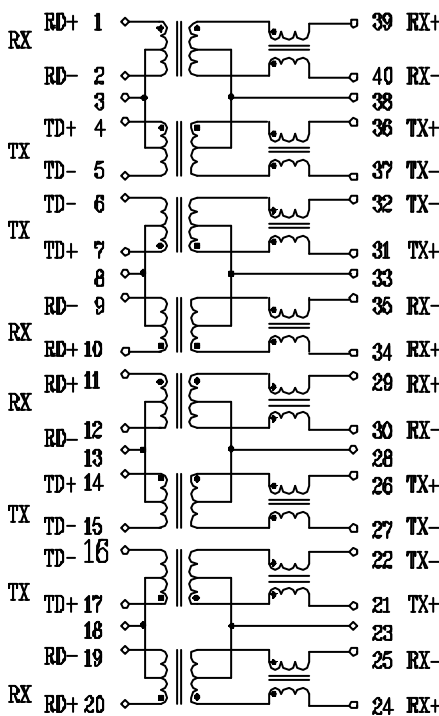 RD+ 1 39 RX+
RX
RD- 2 40 RX-
3 38
TD+ 4 36 TX+
TX
TD- 5 37 TX-
TD- 6 32 TX-
TX
TD+ 7 31 TX+
8 33
RD- 9 35 RX-
RX
RD+ 10 34 RX+
RD+ 11 29 RX+
RX
RD- 12 30 RX-
13 28
TD+ 14 26 TX+
TX
TD- 15 27 TX-
TD- 16 22 TX-
TX
TD+ 17 21 TX+
18 23
RD- 19 25 RX-
RX RD+ 20 24 RX+